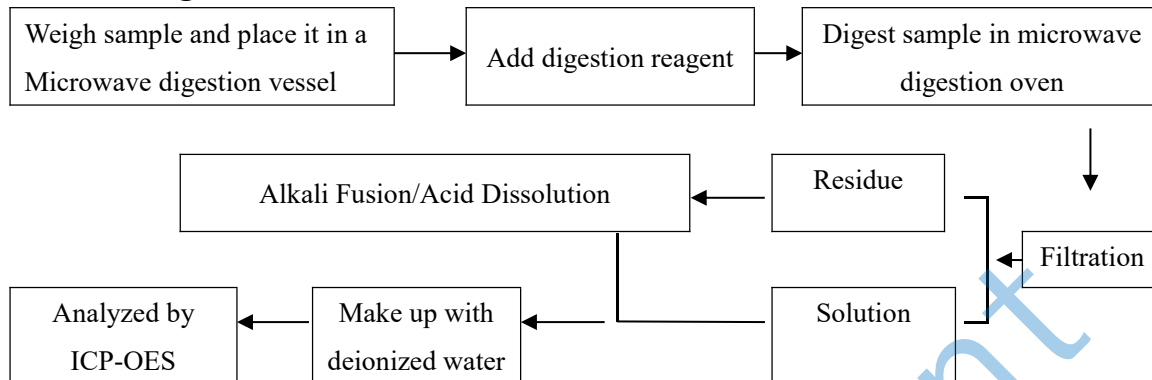 Weigh sample and place it in a
Microwave digestion vessel
Add digestion reagent
Digest sample in microwave
digestion oven
Filtration
Residue
Alkali Fusion/Acid Dissolution
Solution
Make up with
deionized water
Analyzed by
ICP-OES